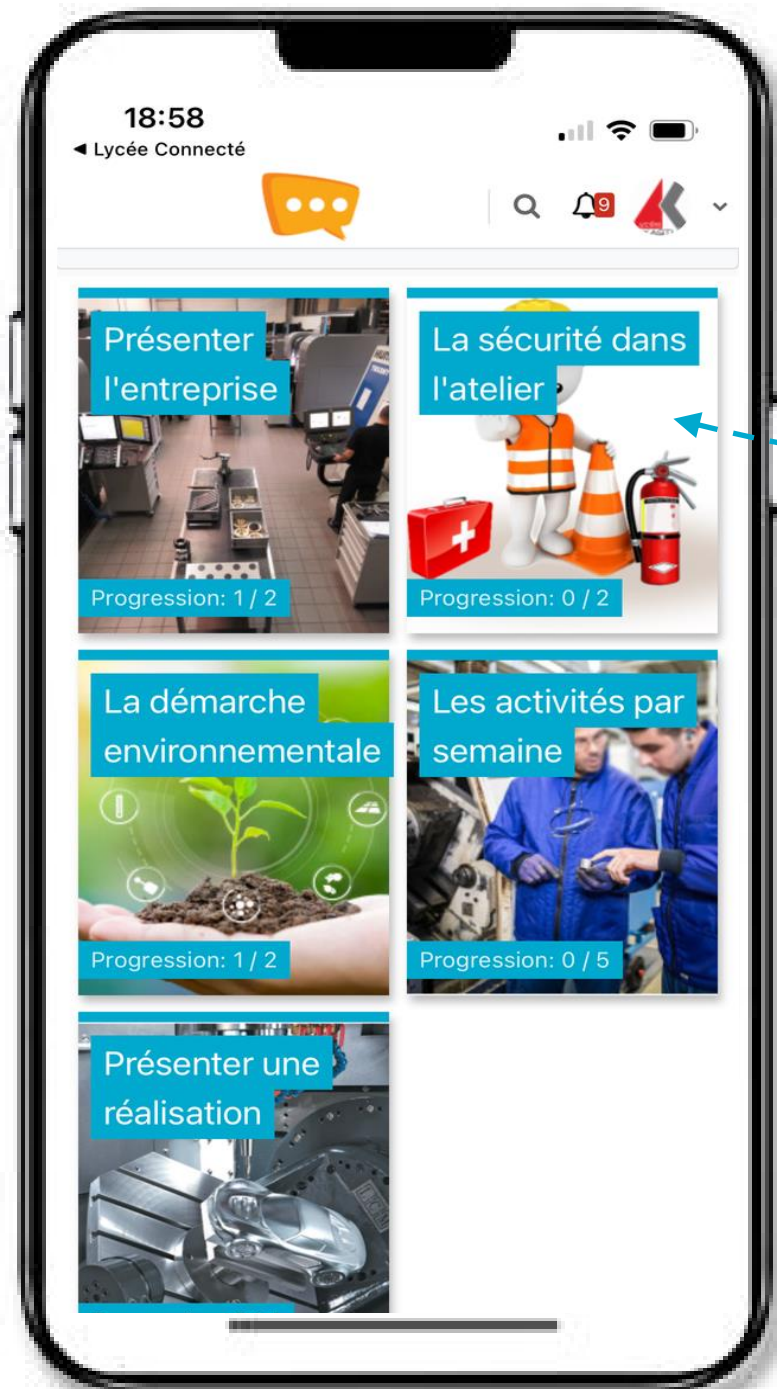 18:58
◀ Lycée Connecté
9
Présenter
l'entreprise
Progression: 1 / 2
La sécurité dans
l'atelier
Progression: 0 / 2
La démarche
environnementale
Progression: 1 / 2
Les activités par
semaine
Progression: 0 / 5
Présenter une
réalisation